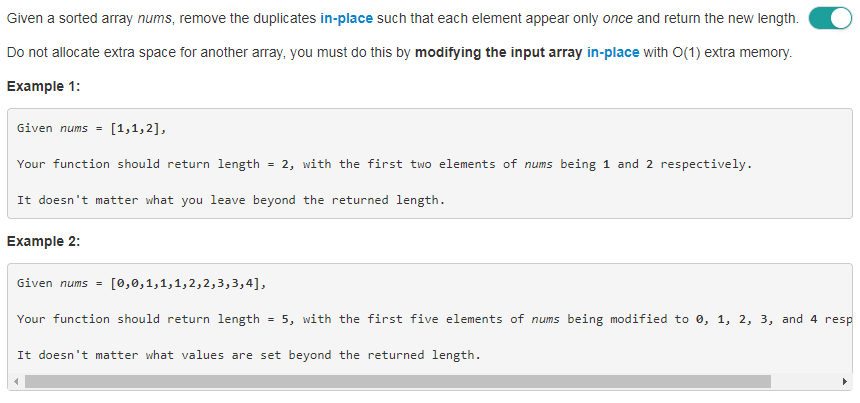 Given a sorted array nums, remove the duplicates in-place such that each element appear only once and return the new length.
Do not allocate extra space for another array, you must do this by modifying the input array in-place with O(1) extra memory.
Example 1:
Given nums = [1,1,2],
Your function should return length = 2, with the first two elements of nums being 1 and 2 respectively.
It doesn't matter what you leave beyond the returned length.
Example 2:
Given nums = [0,0,1,1,1,2,2,3,3,4],
Your function should return length = 5, with the first five elements of nums being modified to 0, 1, 2, 3, and 4 resp
It doesn't matter what values are set beyond the returned length.